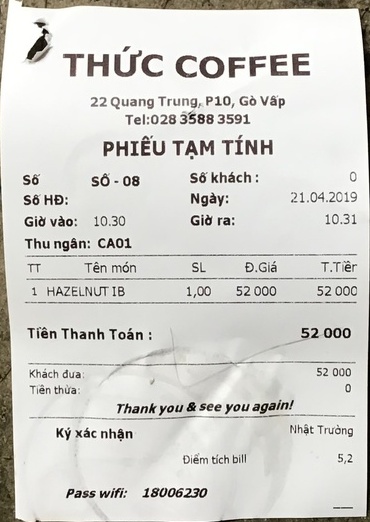 THỨC COFFEE
22 Quang Trung, P10, Gò Vấp
Tel:028 3588 3591
PHIẾU TẠM TÍNH
Số SỐ - 08 Số khách : 0
Số HĐ: Ngày: 21.04.2019
Giờ vào: 10.30 Giờ ra: 10.31
Thu ngân: CA01
TT Tên món SL Đ.Giá T.Tiền
1 HAZELNUT IB 1,00 52 000 52 000
Tiền Thanh Toán : 52 000
Khách đưa: 52 000
Tiền thừa: 0
Thank you & see you again!
Ký xác nhận Nhật Trường
Điểm tích bill 5,2
Pass wifi: 18006230